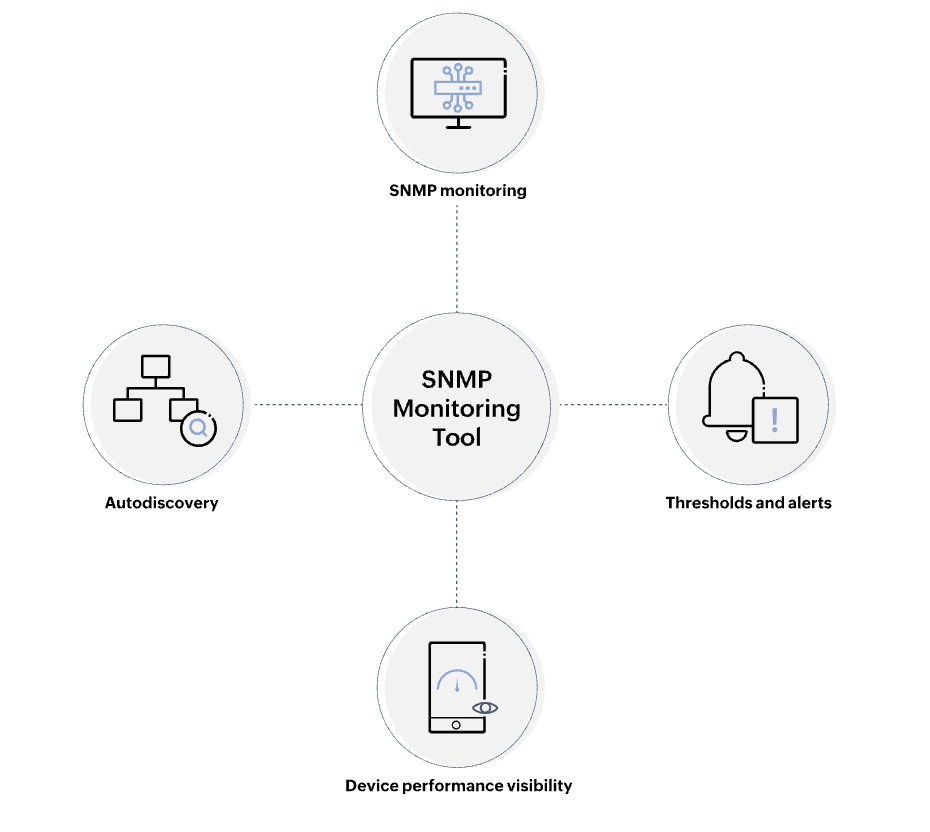 SNMP monitoring
SNMP
Monitoring
Tool
!
Autodiscovery
Thresholds and alerts
Device performance visibility